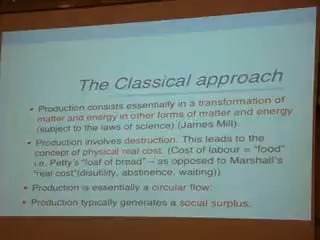 The Classical approach
• Production consists essentially in a transformation of
matter and energy in other forms of matter and energy
(subject to the laws of science) (James Mill).
• Production involves destruction. This leads to the
concept of physical real cost. (Cost of labour = "food"
i.e. Petty's "loaf of bread" – as opposed to Marshall's
"real cost"(disutility, abstinence, waiting))
• Production is essentially a circular flow:
• Production typically generates a social surplus.